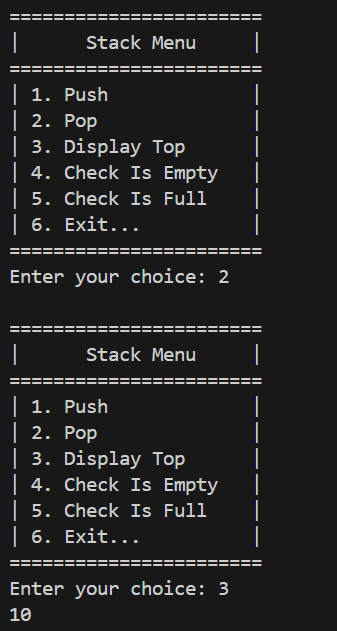 =======================
|      Stack Menu     |
=======================
| 1. Push             |
| 2. Pop              |
| 3. Display Top      |
| 4. Check Is Empty   |
| 5. Check Is Full    |
| 6. Exit...          |
=======================
Enter your choice: 2

=======================
|      Stack Menu     |
=======================
| 1. Push             |
| 2. Pop              |
| 3. Display Top      |
| 4. Check Is Empty   |
| 5. Check Is Full    |
| 6. Exit...          |
=======================
Enter your choice: 3
10